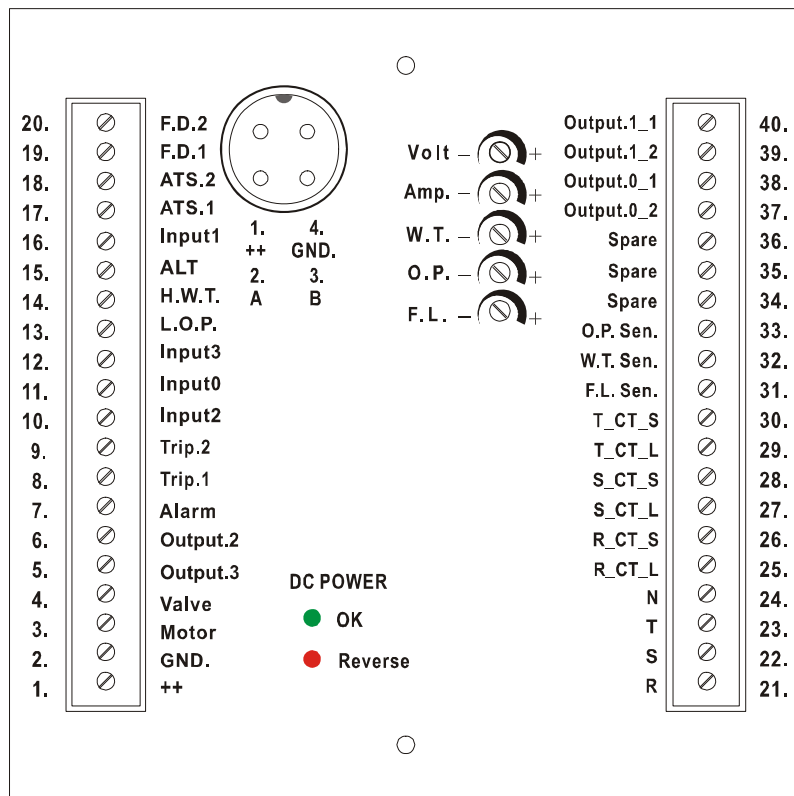 20. F.D.2
19. F.D.1
18. ATS.2
17. ATS.1
16. Input1
15. ALT
14. H.W.T.
13. L.O.P.
12. Input3
11. Input0
10. Input2
9. Trip.2
8. Trip.1
7. Alarm
6. Output.2
5. Output.3
4. Valve
3. Motor
2. GND.
1. ++
1. 4.
++ GND.
2. 3.
A B
Volt - +
Amp. - +
W.T. - +
O.P. - +
F.L. - +
DC POWER
OK
Reverse
Output.1_1 40.
Output.1_2 39.
Output.0_1 38.
Output.0_2 37.
Spare 36.
Spare 35.
Spare 34.
O.P. Sen. 33.
W.T. Sen. 32.
F.L. Sen. 31.
T_CT_S 30.
T_CT_L 29.
S_CT_S 28.
S_CT_L 27.
R_CT_S 26.
R_CT_L 25.
N 24.
T 23.
S 22.
R 21.